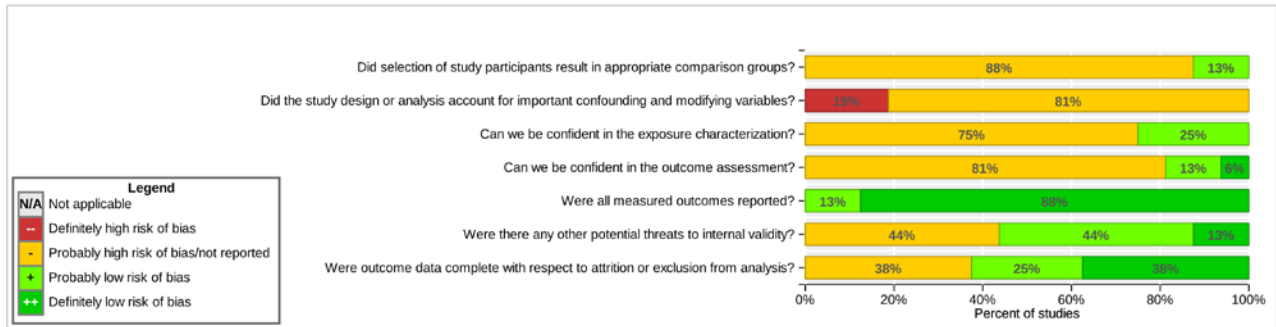 Did selection of study participants result in appropriate comparison groups?
88% 13%
Did the study design or analysis account for important confounding and modifying variables?
19% 81%
Can we be confident in the exposure characterization?
75% 25%
Can we be confident in the outcome assessment?
81% 13% 6%
Were all measured outcomes reported?
13% 88%
Were there any other potential threats to internal validity?
44% 44% 13%
Were outcome data complete with respect to attrition or exclusion from analysis?
38% 25% 38%
0% 20% 40% 60% 80% 100%
Percent of studies
Legend
N/A Not applicable
-- Definitely high risk of bias
- Probably high risk of bias/not reported
+ Probably low risk of bias
++ Definitely low risk of bias